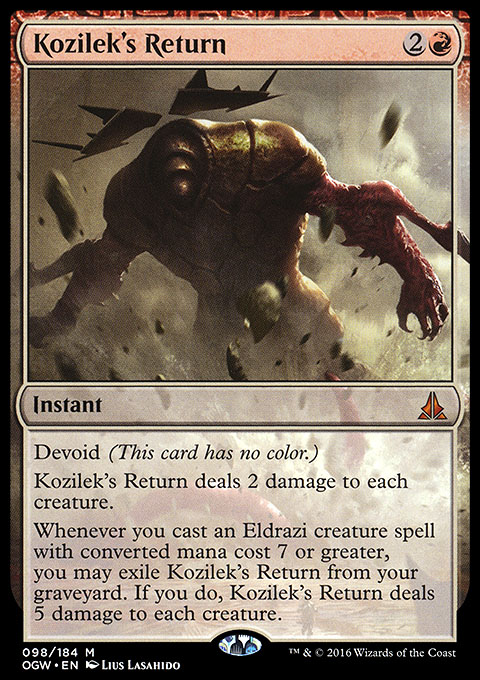 Kozilek's Return 2
Instant
Devoid (This card has no color.)
Kozilek's Return deals 2 damage to each
creature.
Whenever you cast an Eldrazi creature spell
with converted mana cost 7 or greater,
you may exile Kozilek's Return from your
graveyard. If you do, Kozilek's Return deals
5 damage to each creature.
098/184 M
OGW • EN Lius Lasahido
™ & © 2016 Wizards of the Coast